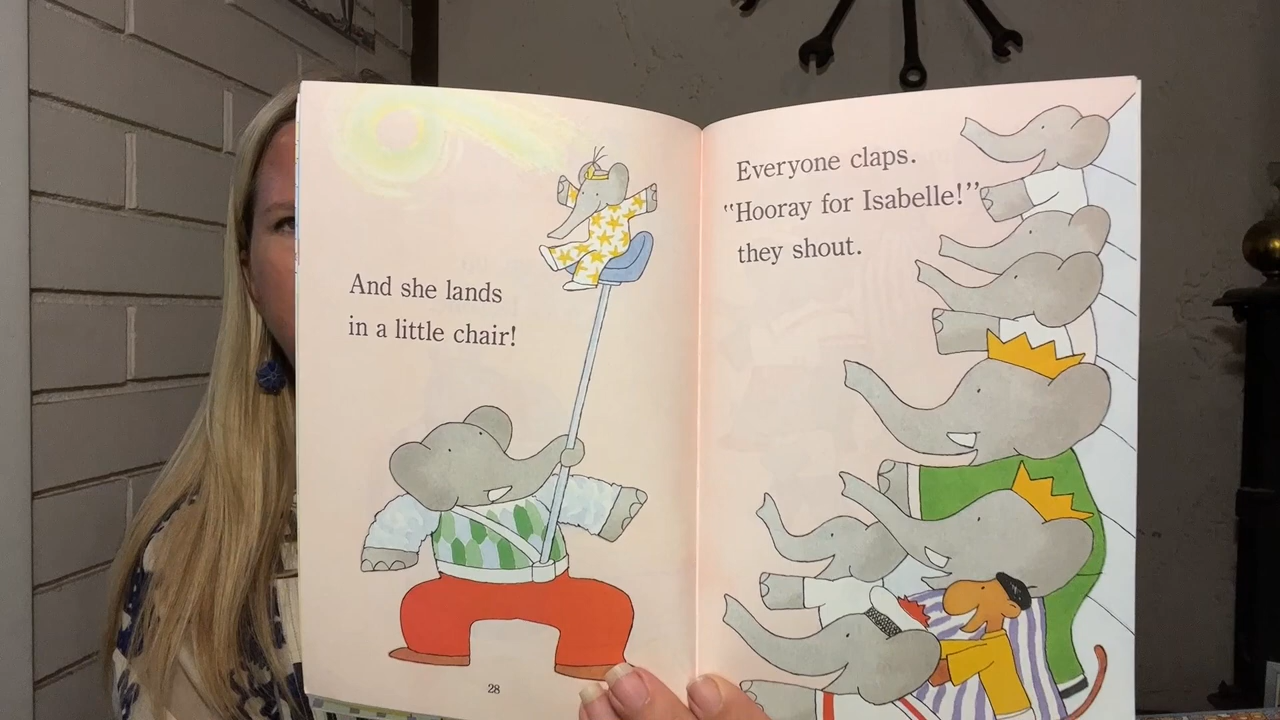 And she lands
in a little chair!
28
Everyone claps.
“Hooray for Isabelle!”
they shout.